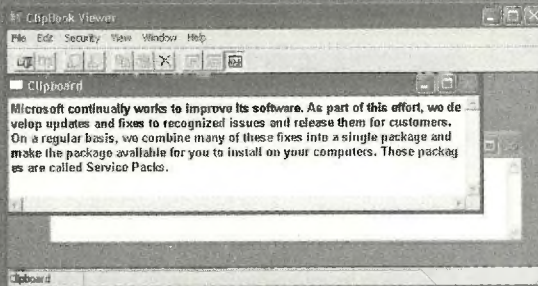 ClipBook Viewer
File Edit Security View Window Help
Clipboard
Microsoft continually works to improve its software. As part of this effort, we de
velop updates and fixes to recognized issues and release them for customers.
On a regular basis, we combine many of these fixes into a single package and
make the package available for you to install on your computers. These packag
es are called Service Packs.
Clipboard